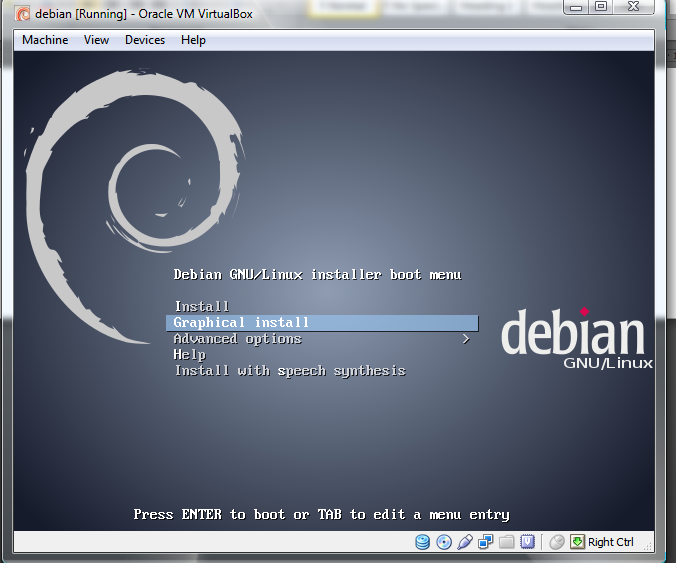 debian [Running] - Oracle VM VirtualBox
Machine View Devices Help
Debian GNU/Linux installer boot menu
Install
Graphical install
Advanced options >
Help
Install with speech synthesis
debian
GNU/Linux
Press ENTER to boot or TAB to edit a menu entry
Right Ctrl